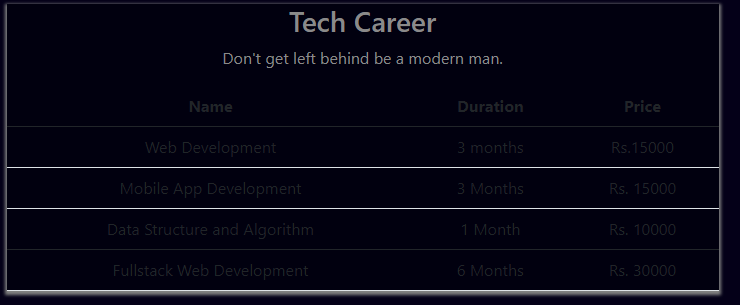 Tech Career
Don't get left behind be a modern man.
Name Duration Price
Web Development 3 months Rs.15000
Mobile App Development 3 Months Rs. 15000
Data Structure and Algorithm 1 Month Rs. 10000
Fullstack Web Development 6 Months Rs. 30000